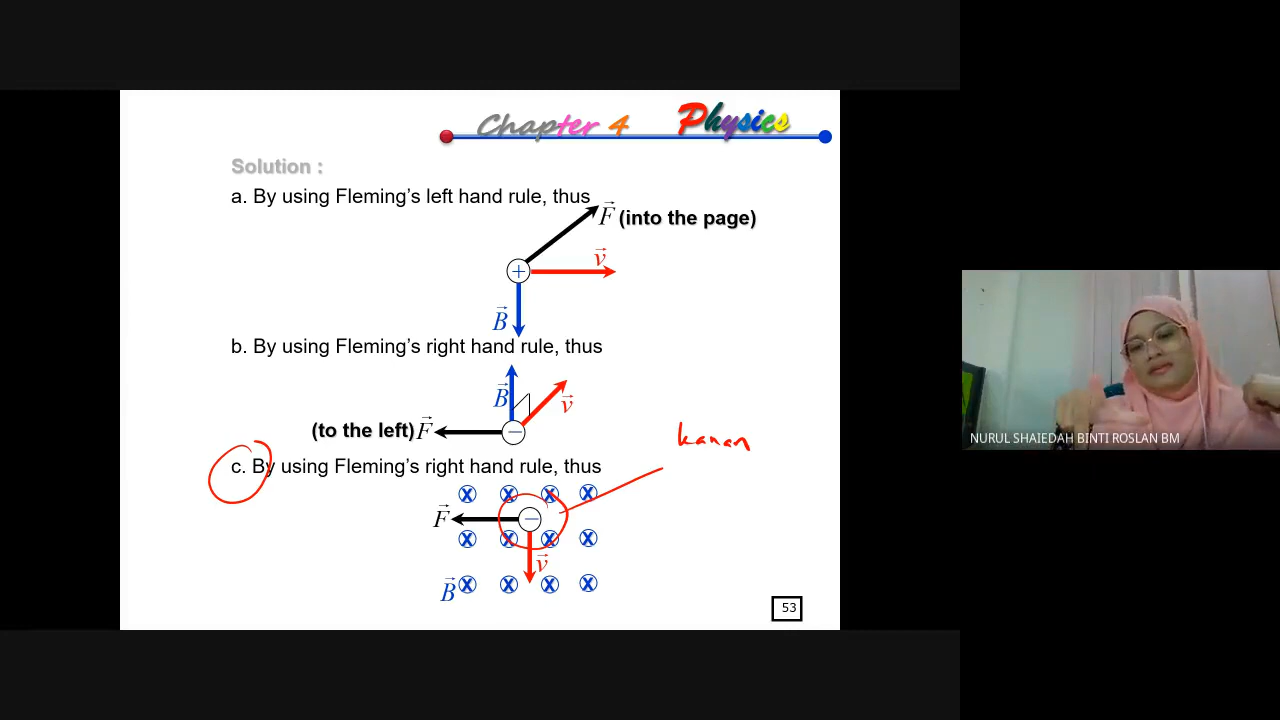 Chapter 4 Physics
Solution :
a. By using Fleming's left hand rule, thus
F (into the page)
v
+
B
b. By using Fleming's right hand rule, thus
B
v
(to the left) F
−
kanan
c. By using Fleming's right hand rule, thus
X X X X
F −
X X X X
v
B X X X X
53
NURUL SHAIEDAH BINTI ROSLAN BM